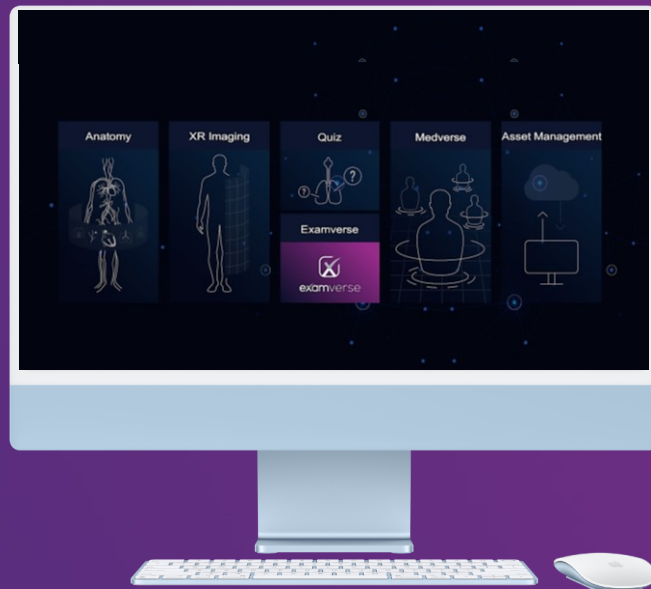 Anatomy
XR Imaging
Quiz
Medverse
Asset Management
?
?
Examverse
examverse